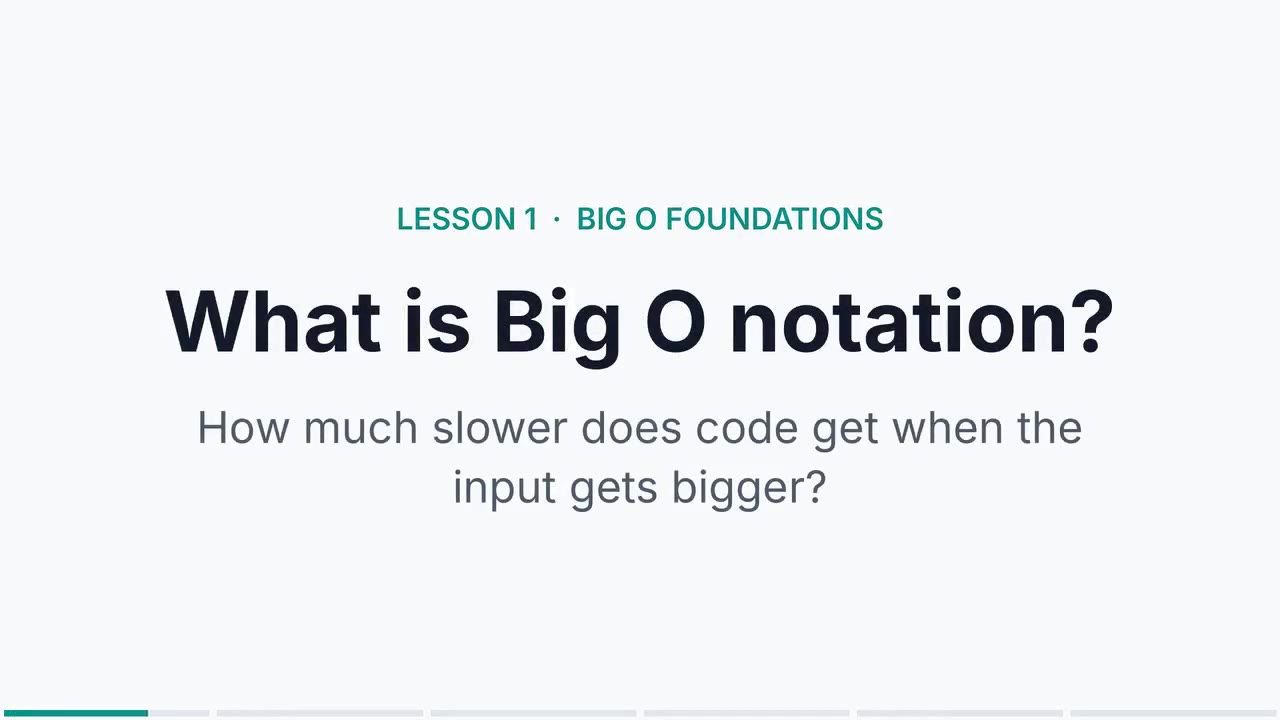 LESSON 1 · BIG O FOUNDATIONS
What is Big O notation?
How much slower does code get when the
input gets bigger?